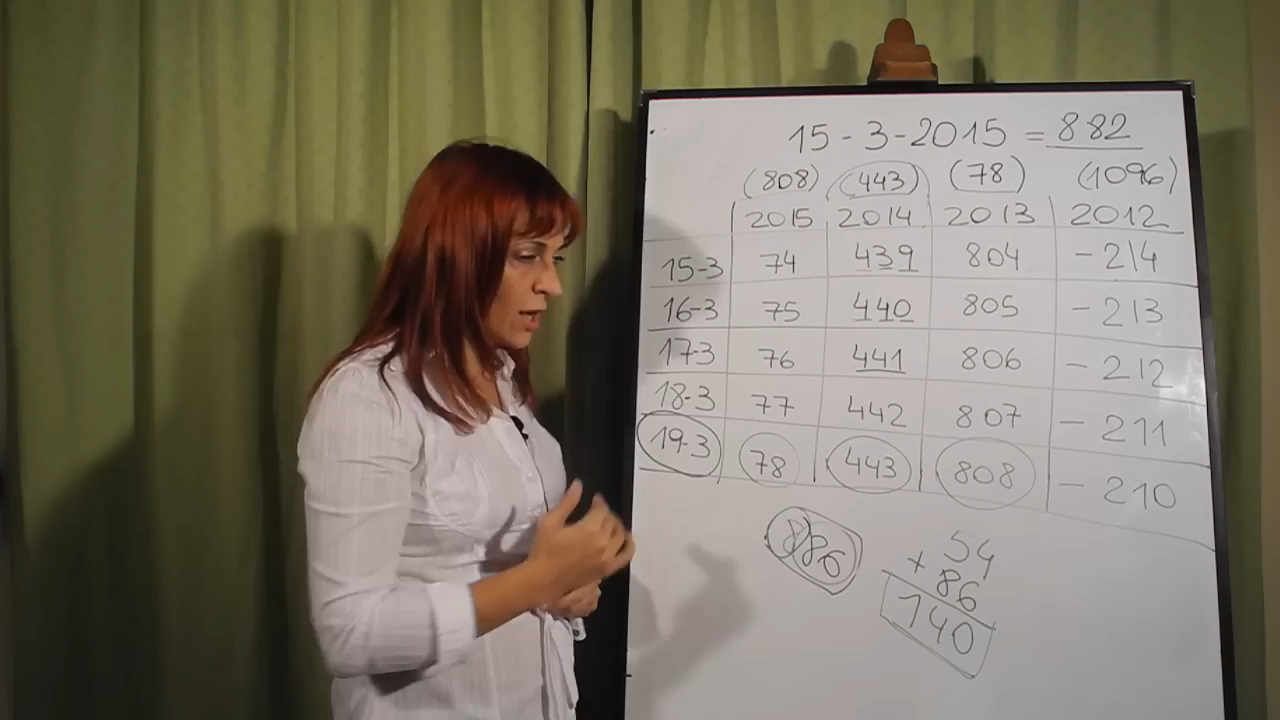 15-3-2015 = 882
(808) (443) (78) (1096)
2015 2014 2013 2012
15-3 74 439 804 -214
16-3 75 440 805 -213
17-3 76 441 806 -212
18-3 77 442 807 -211
19-3 78 443 808 -210
886
54
+ 86
140